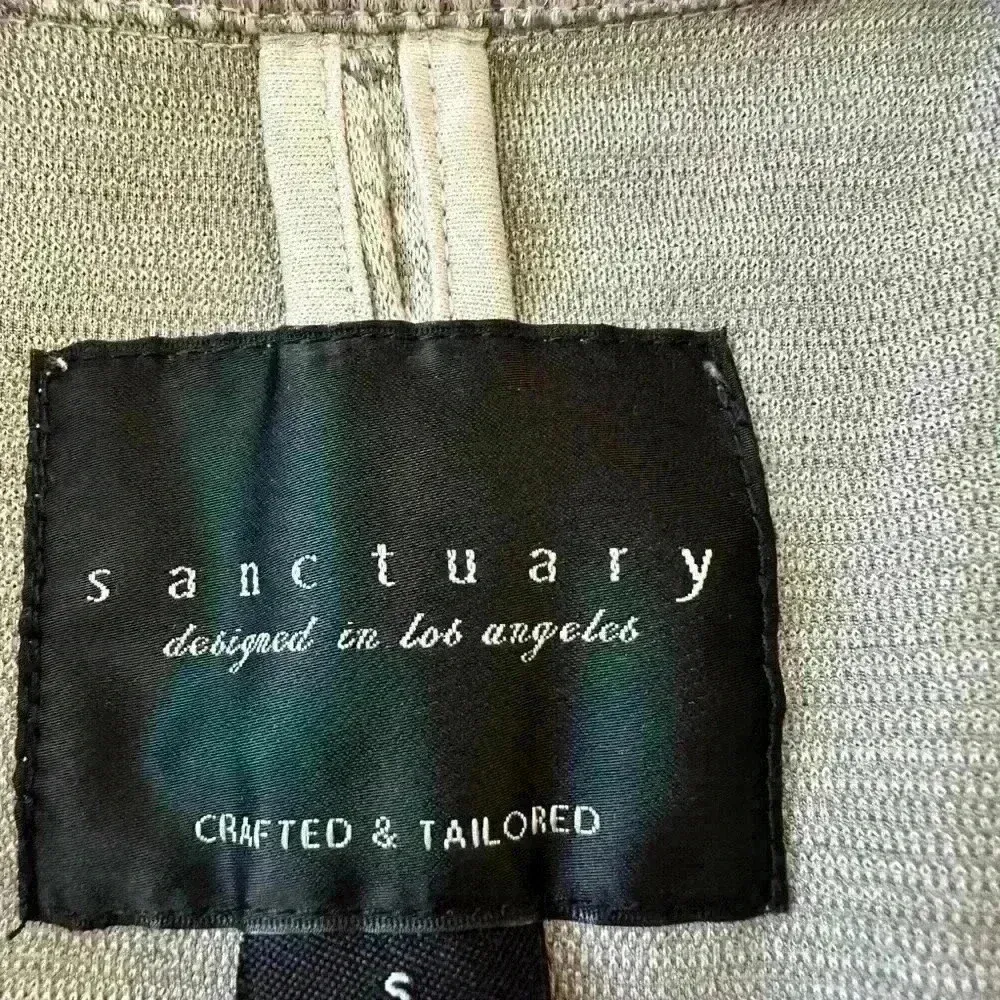 sanctuary
designed in los angeles
CRAFTED & TAILORED
S